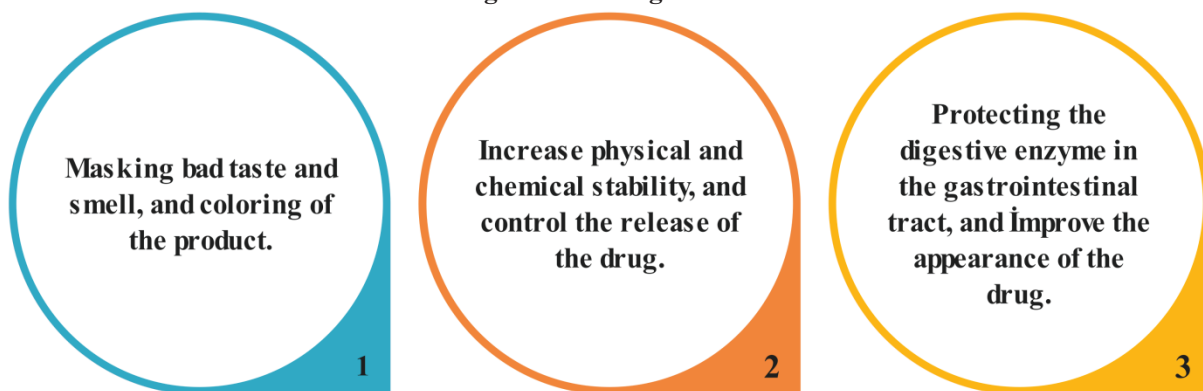 Masking bad taste and
smell, and coloring of
the product.
1
Increase physical and
chemical stability, and
control the release of
the drug.
2
Protecting the
digestive enzyme in
the gastrointestinal
tract, and İmprove the
appearance of the
drug.
3